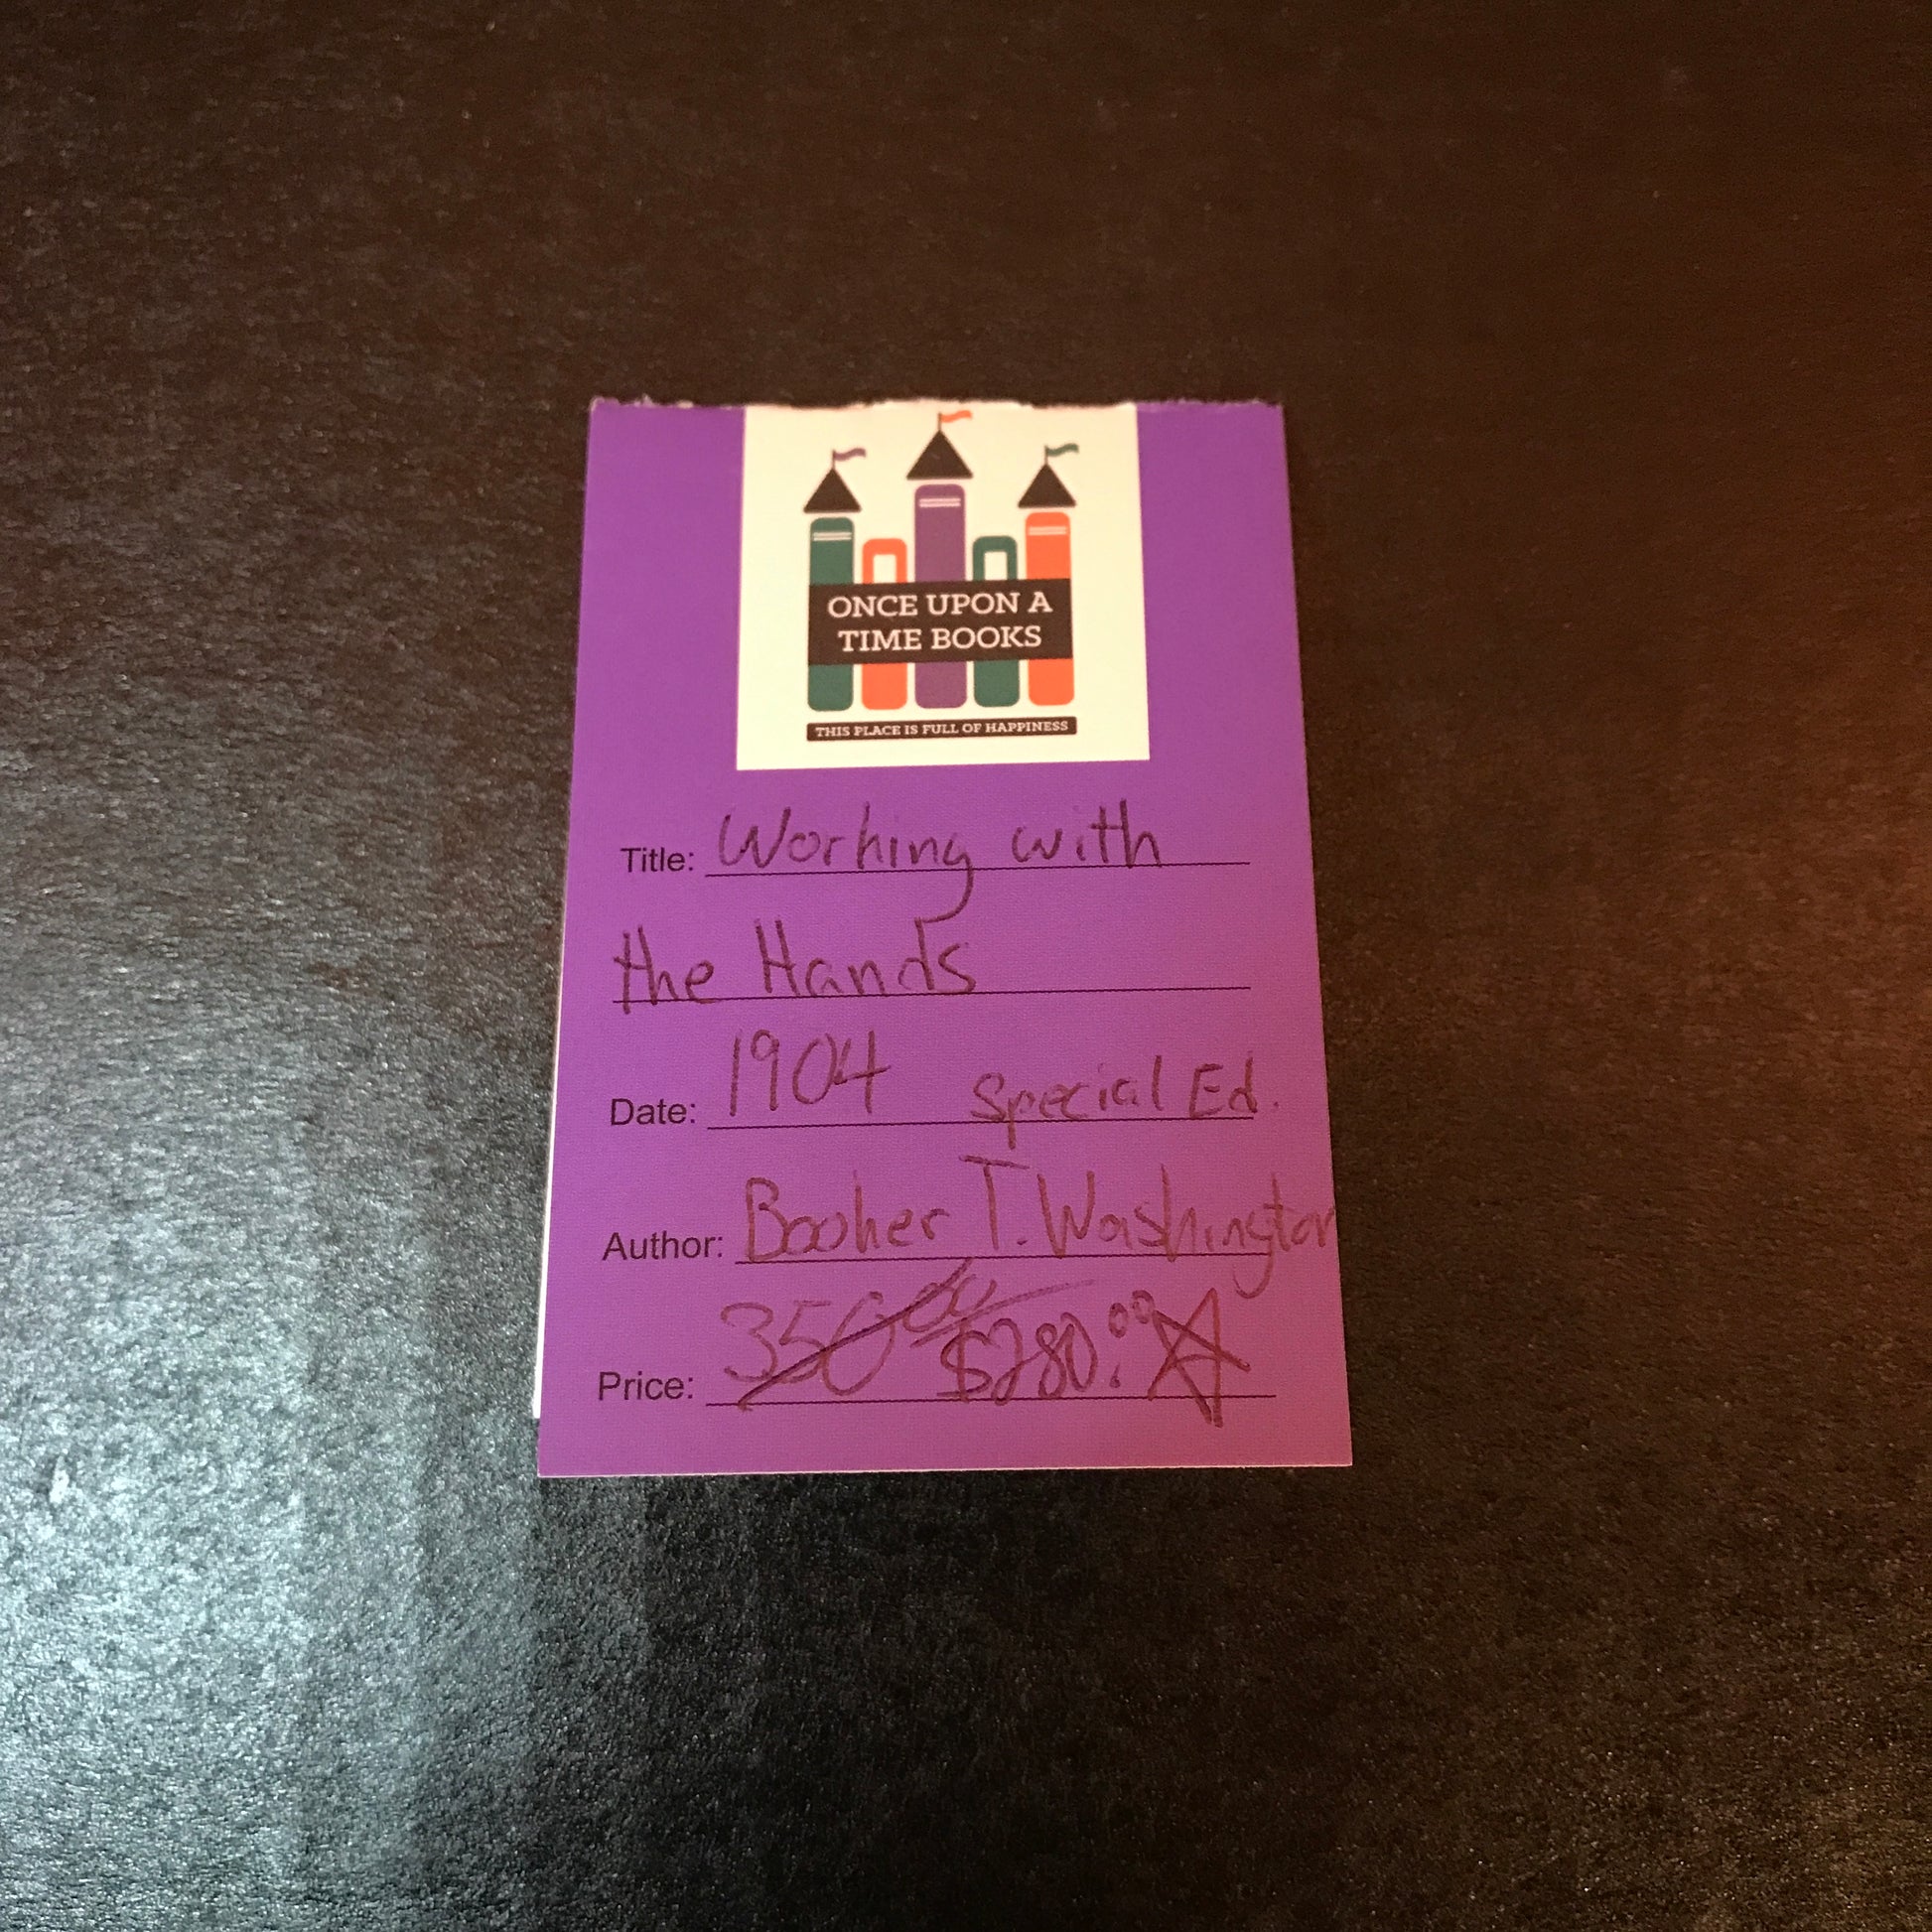 ONCE UPON A
TIME BOOKS
THIS PLACE IS FULL OF HAPPINESS
Title: Working with
the Hands
Date: 1904 Special Ed.
Author: Booker T. Washington
Price: 350 00 $280.00